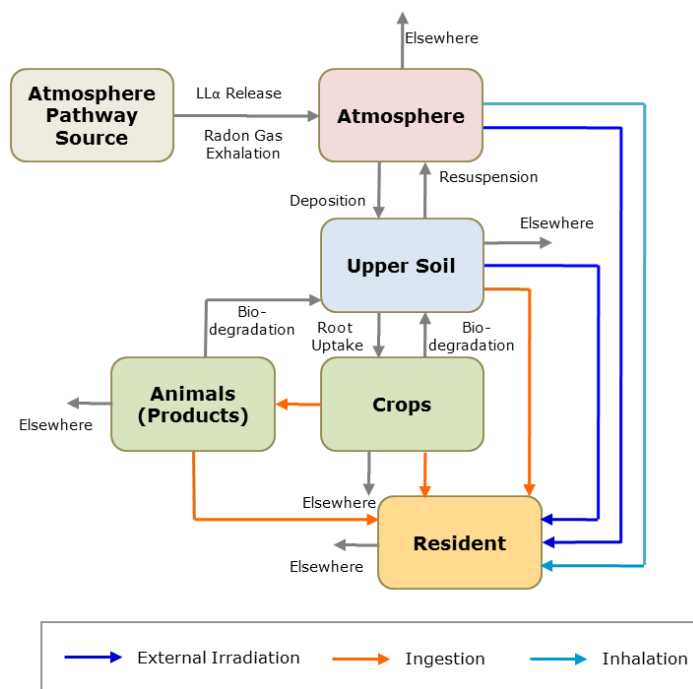 Elsewhere
Atmosphere
Pathway
Source
LLα Release
Radon Gas
Exhalation
Atmosphere
Deposition
Resuspension
Elsewhere
Upper Soil
Bio-
degradation
Root
Uptake
Bio-
degradation
Animals
(Products)
Crops
Elsewhere
Elsewhere
Resident
Elsewhere
External Irradiation
Ingestion
Inhalation